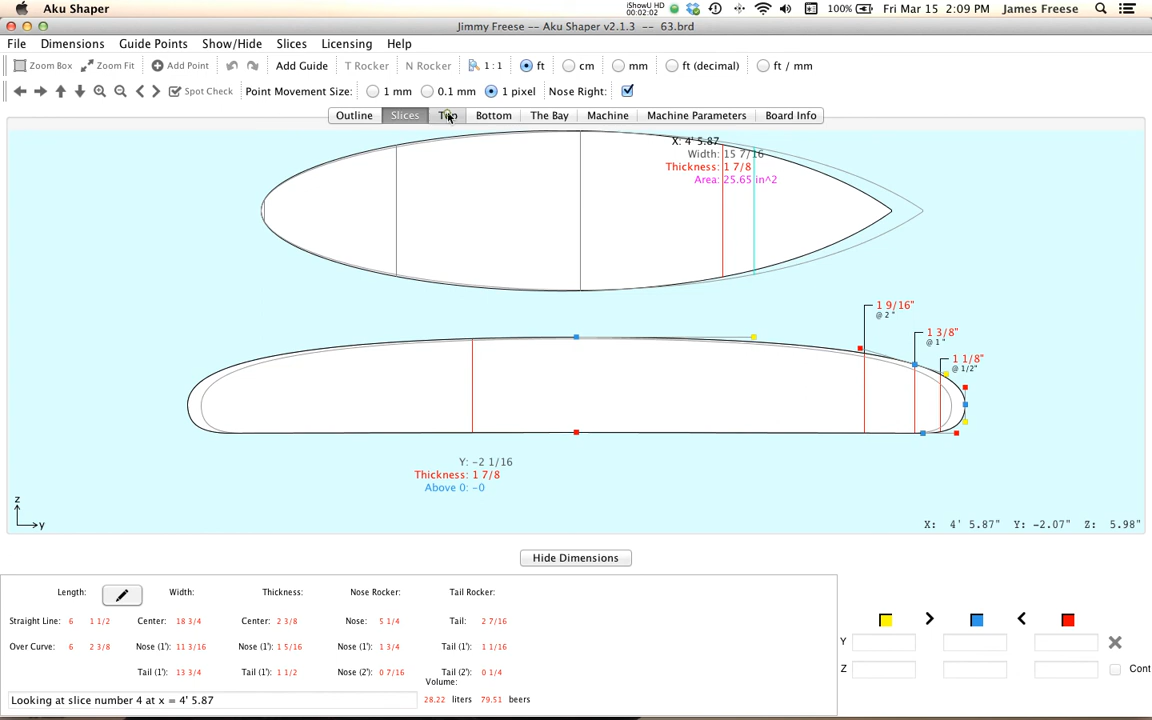 Aku Shaper
iShowU HD
00:02:02
100%
Fri Mar 15 2:09 PM
James Freese
Jimmy Freese -- Aku Shaper v2.1.3 -- 63.brd
File Dimensions Guide Points Show/Hide Slices Licensing Help
Zoom Box Zoom Fit Add Point Add Guide T Rocker N Rocker 1 : 1 ft cm mm ft (decimal) ft / mm
Spot Check Point Movement Size: 1 mm 0.1 mm 1 pixel Nose Right:
Outline Slices Top Bottom The Bay Machine Machine Parameters Board Info
X: 4' 5.87
Width: 15 7/16
Thickness: 1 7/8
Area: 25.65 in^2
1 9/16"
@ 2 "
1 3/8"
@ 1 "
1 1/8"
@ 1/2"
Y: -2 1/16
Thickness: 1 7/8
Above 0: -0
z
y
X: 4' 5.87" Y: -2.07" Z: 5.98"
Hide Dimensions
Length: Width: Thickness: Nose Rocker: Tail Rocker:
Straight Line: 6 1 1/2 Center: 18 3/4 Center: 2 3/8 Nose: 5 1/4 Tail: 2 7/16
Over Curve: 6 2 3/8 Nose (1'): 11 3/16 Nose (1'): 1 5/16 Nose (1'): 1 3/4 Tail (1'): 1 1/16
Tail (1'): 13 3/4 Tail (1'): 1 1/2 Nose (2'): 0 7/16 Tail (2'): 0 1/4
Volume:
28.22 liters 79.51 beers
Looking at slice number 4 at x = 4' 5.87
Y
Z
Cont